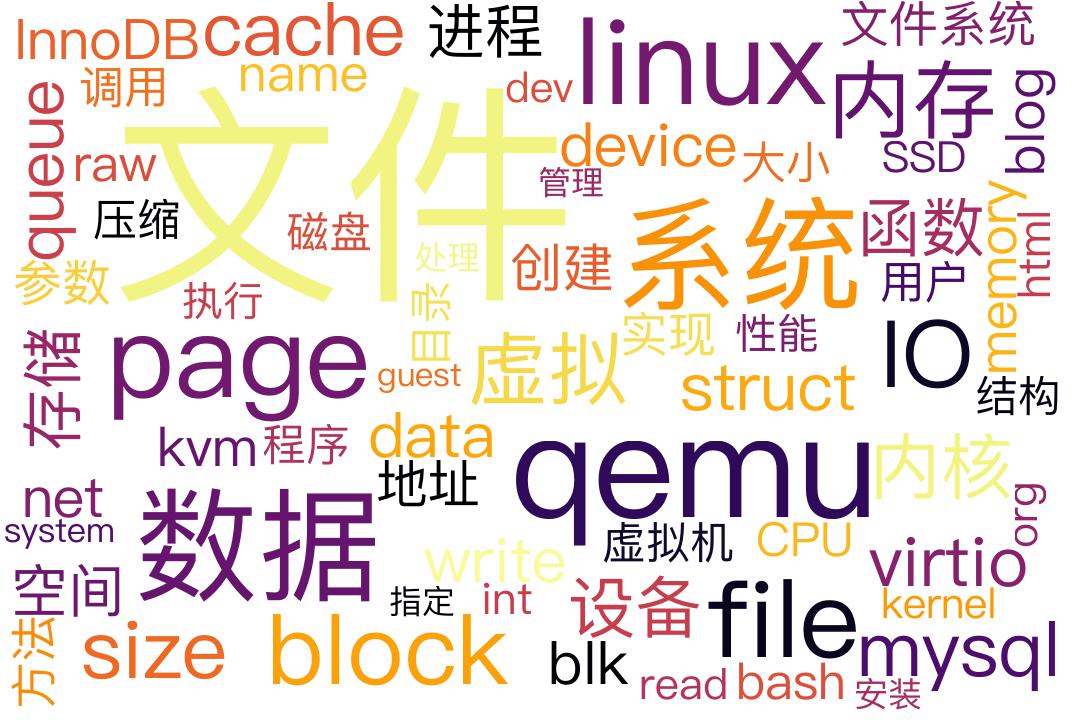 InnoDB
cache
进程
linux
文件系统
调用
name
dev
内存
blog
queue
raw
文件
device
大小
SSD
管理
压缩
磁盘
处理
创建
系统
函数
用户
memory
html
参数
执行
目录
存储
page
guest
虚拟
实现
性能
struct
IO
结构
kvm
程序
data
地址
qemu
内核
org
net
system
数据
write
虚拟机
CPU
virtio
空间
指定
int
设备
file
kernel
方法
size
block
blk
read
bash
mysql
安装